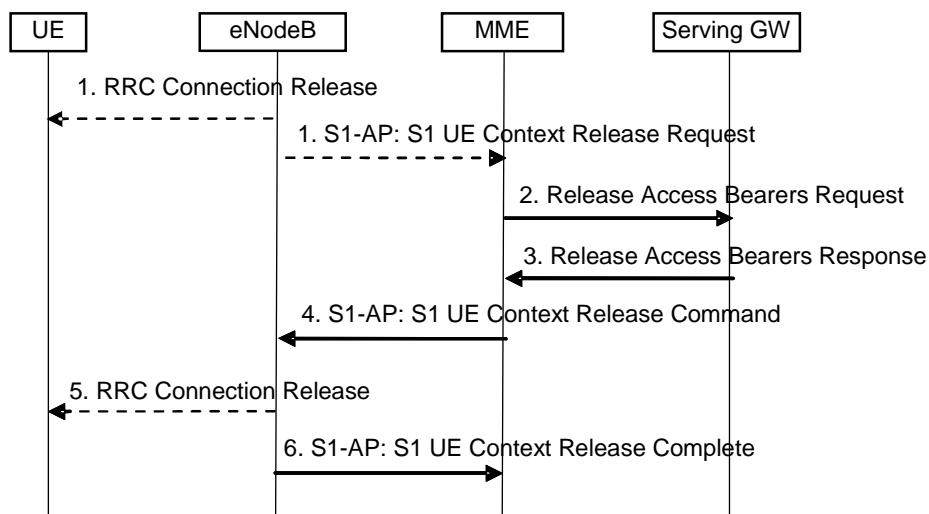 UE
eNodeB
MME
Serving GW
1. RRC Connection Release
1. S1-AP: S1 UE Context Release Request
2. Release Access Bearers Request
3. Release Access Bearers Response
4. S1-AP: S1 UE Context Release Command
5. RRC Connection Release
6. S1-AP: S1 UE Context Release Complete